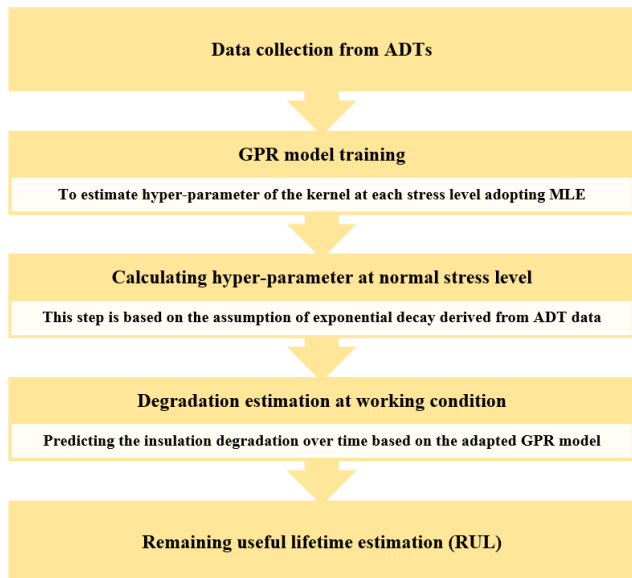 Data collection from ADTs
GPR model training
To estimate hyper-parameter of the kernel at each stress level adopting MLE
Calculating hyper-parameter at normal stress level
This step is based on the assumption of exponential decay derived from ADT data
Degradation estimation at working condition
Predicting the insulation degradation over time based on the adapted GPR model
Remaining useful lifetime estimation (RUL)